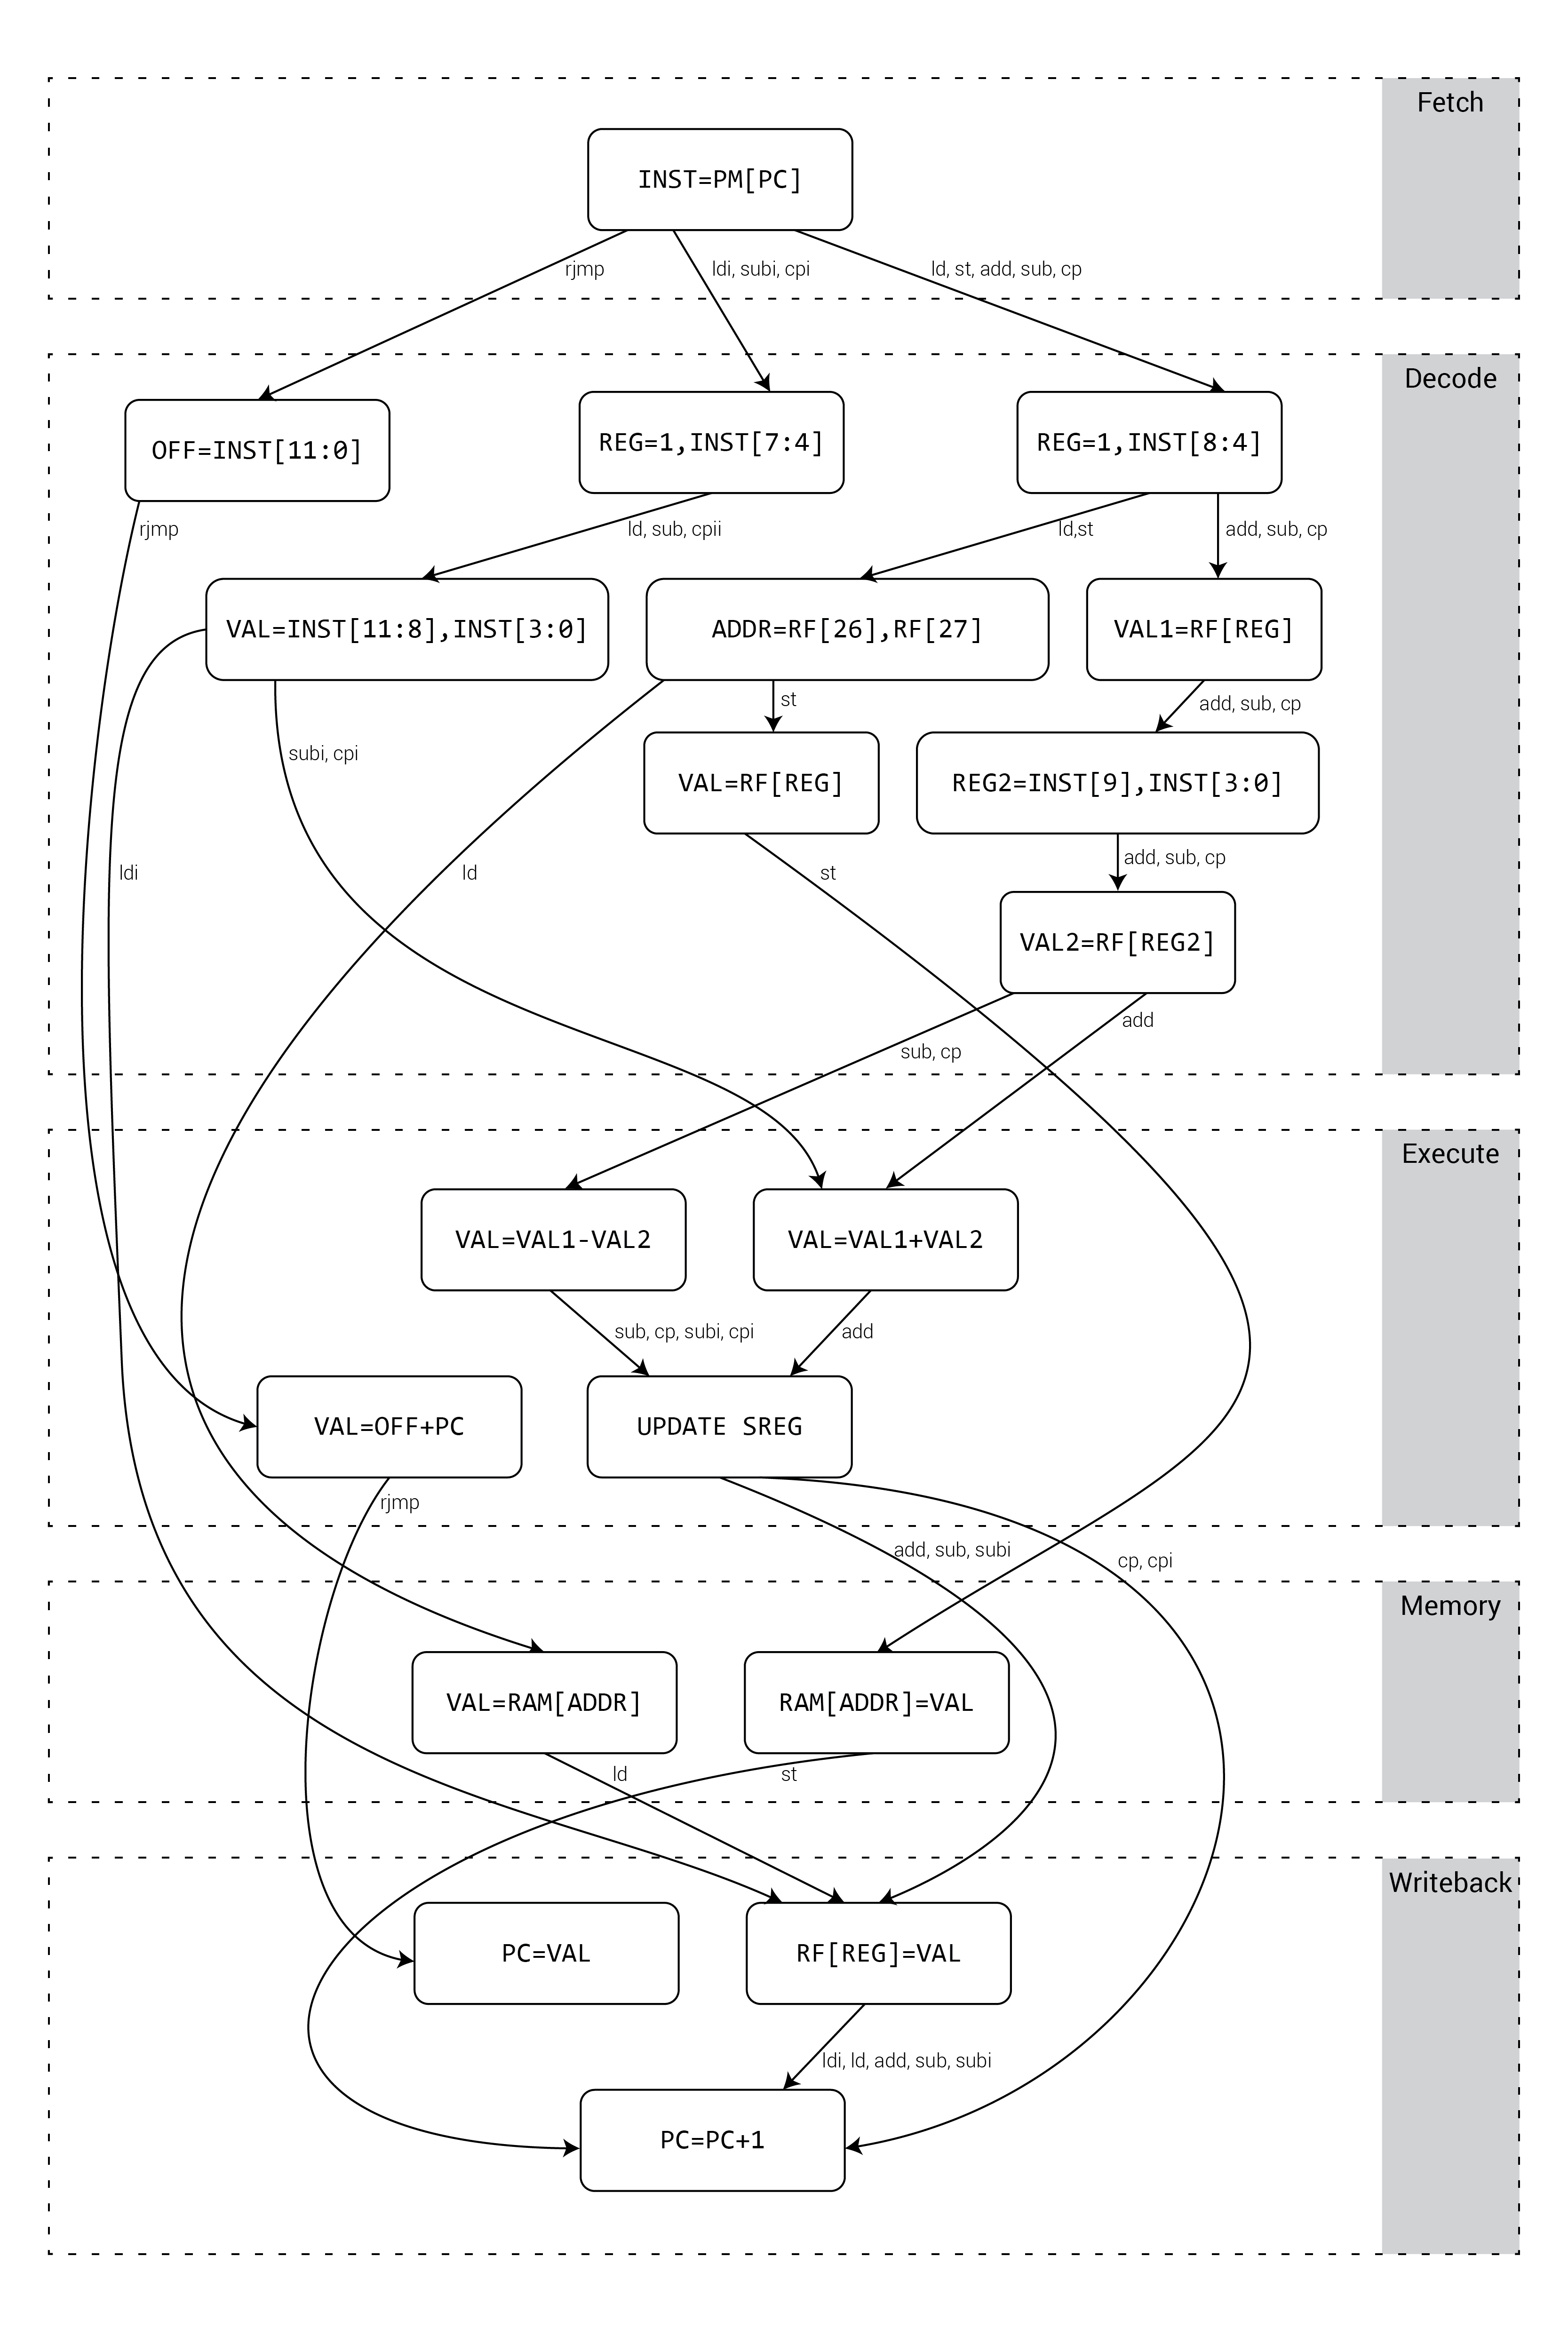 Fetch
INST=PM[PC]
rjmp
ldi, subi, cpi
ld, st, add, sub, cp
Decode
OFF=INST[11:0]
REG=1,INST[7:4]
REG=1,INST[8:4]
rjmp
ld, sub, cpii
ld,st
add, sub, cp
VAL=INST[11:8],INST[3:0]
ADDR=RF[26],RF[27]
VAL1=RF[REG]
st
add, sub, cp
subi, cpi
VAL=RF[REG]
REG2=INST[9],INST[3:0]
ldi
ld
st
add, sub, cp
VAL2=RF[REG2]
add
sub, cp
Execute
VAL=VAL1-VAL2
VAL=VAL1+VAL2
sub, cp, subi, cpi
add
VAL=OFF+PC
UPDATE SREG
rjmp
add, sub, subi
cp, cpi
Memory
VAL=RAM[ADDR]
RAM[ADDR]=VAL
ld
st
Writeback
PC=VAL
RF[REG]=VAL
ldi, ld, add, sub, subi
PC=PC+1